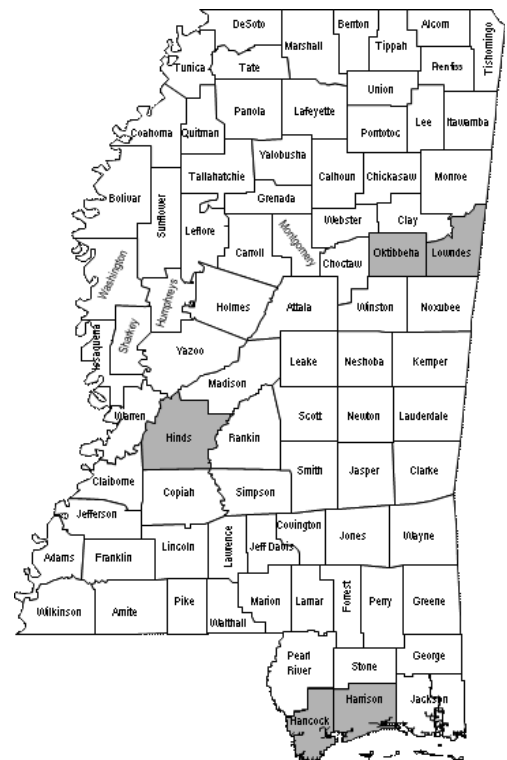 DeSoto
Benton
Alcorn
Marshall
Tippah
Tishomingo
Tunica
Tate
Prentiss
Union
Panola
Lafeyette
Lee
Itawamba
Coahoma
Quitman
Pontotoc
Yalobusha
Tallahatchie
Calhoun
Chickasaw
Monroe
Bolivar
Sunflower
Grenada
Leflore
Webster
Clay
Montgomery
Carroll
Choctaw
Oktibbeha
Lowndes
Washington
Humphreys
Holmes
Attala
Winston
Noxubee
Issaquena
Sharkey
Yazoo
Leake
Neshoba
Kemper
Madison
Warren
Scott
Newton
Lauderdale
Hinds
Rankin
Smith
Jasper
Clarke
Claiborne
Copiah
Simpson
Jefferson
Covington
Lawrence
Jeff Davis
Jones
Wayne
Lincoln
Adams
Franklin
Wilkinson
Amite
Pike
Walthall
Marion
Lamar
Forrest
Perry
Greene
Pearl
River
Stone
George
Hancock
Harrison
Jackson